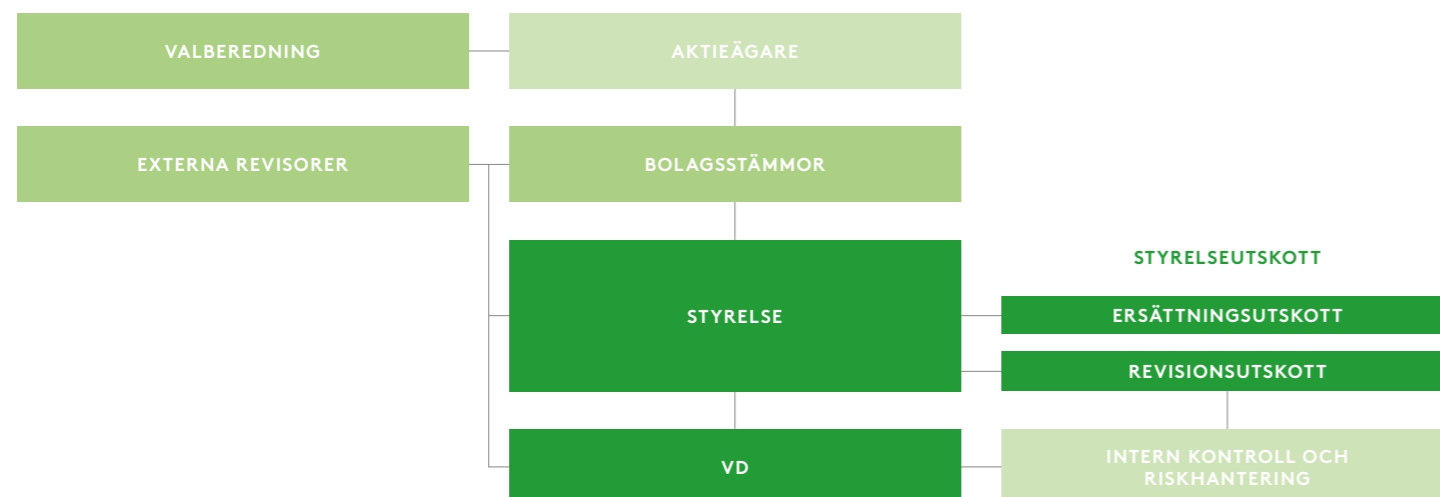 VALBEREDNING
AKTIEÄGARE
EXTERNA REVISORER
BOLAGSSTÄMMOR
STYRELSE
STYRELSEUTSKOTT
ERSÄTTNINGSUTSKOTT
REVISIONSUTSKOTT
VD
INTERN KONTROLL OCH
RISKHANTERING